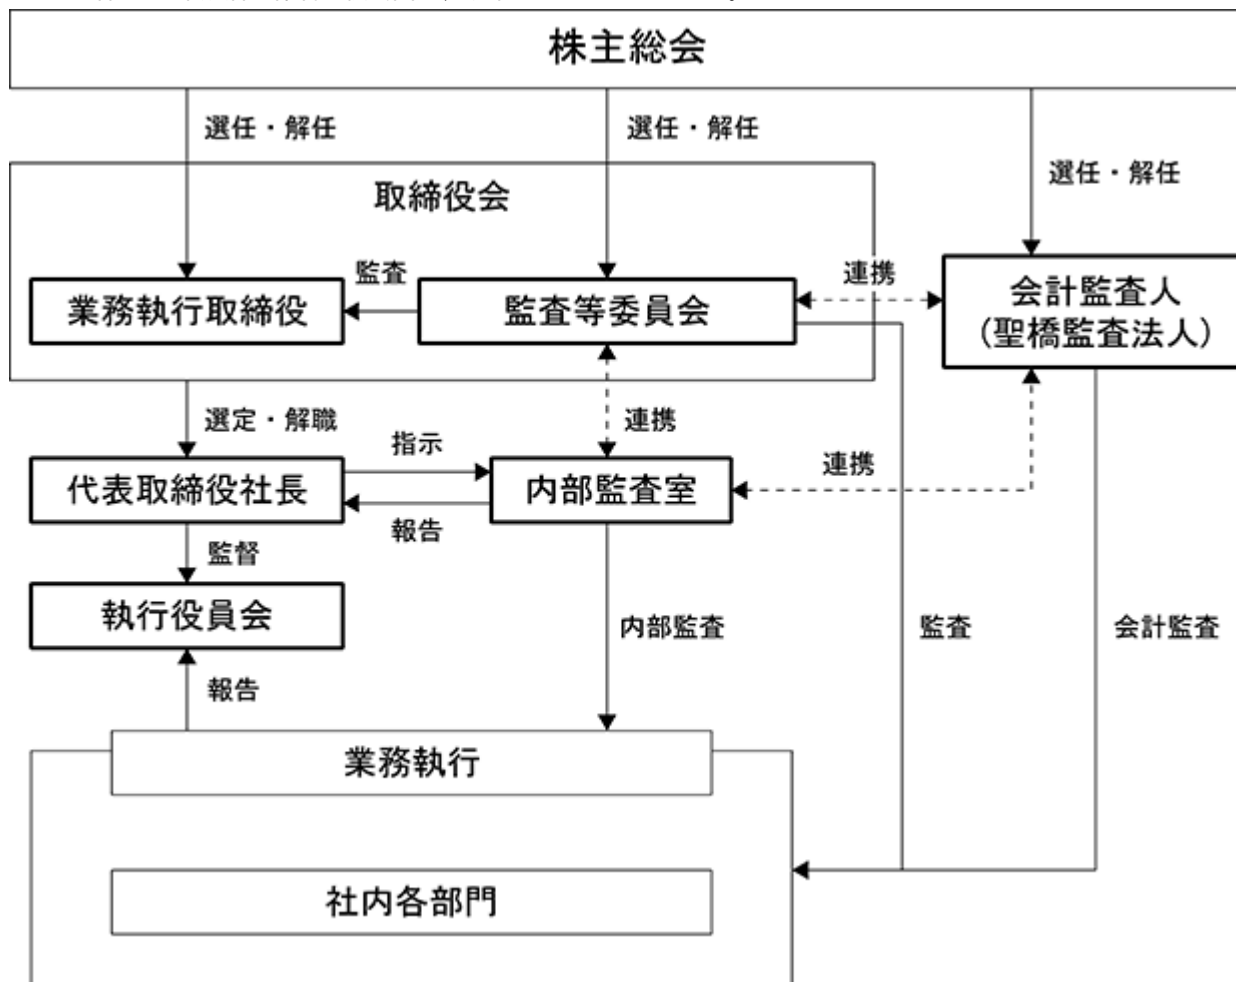 株主総会
選任・解任
選任・解任
選任・解任
取締役会
監査
連携
業務執行取締役
監査等委員会
会計監査人
(聖橋監査法人)
選定・解職
連携
指示
連携
代表取締役社長
内部監査室
報告
監督
執行役員会
内部監査
監査
会計監査
報告
業務執行
社内各部門